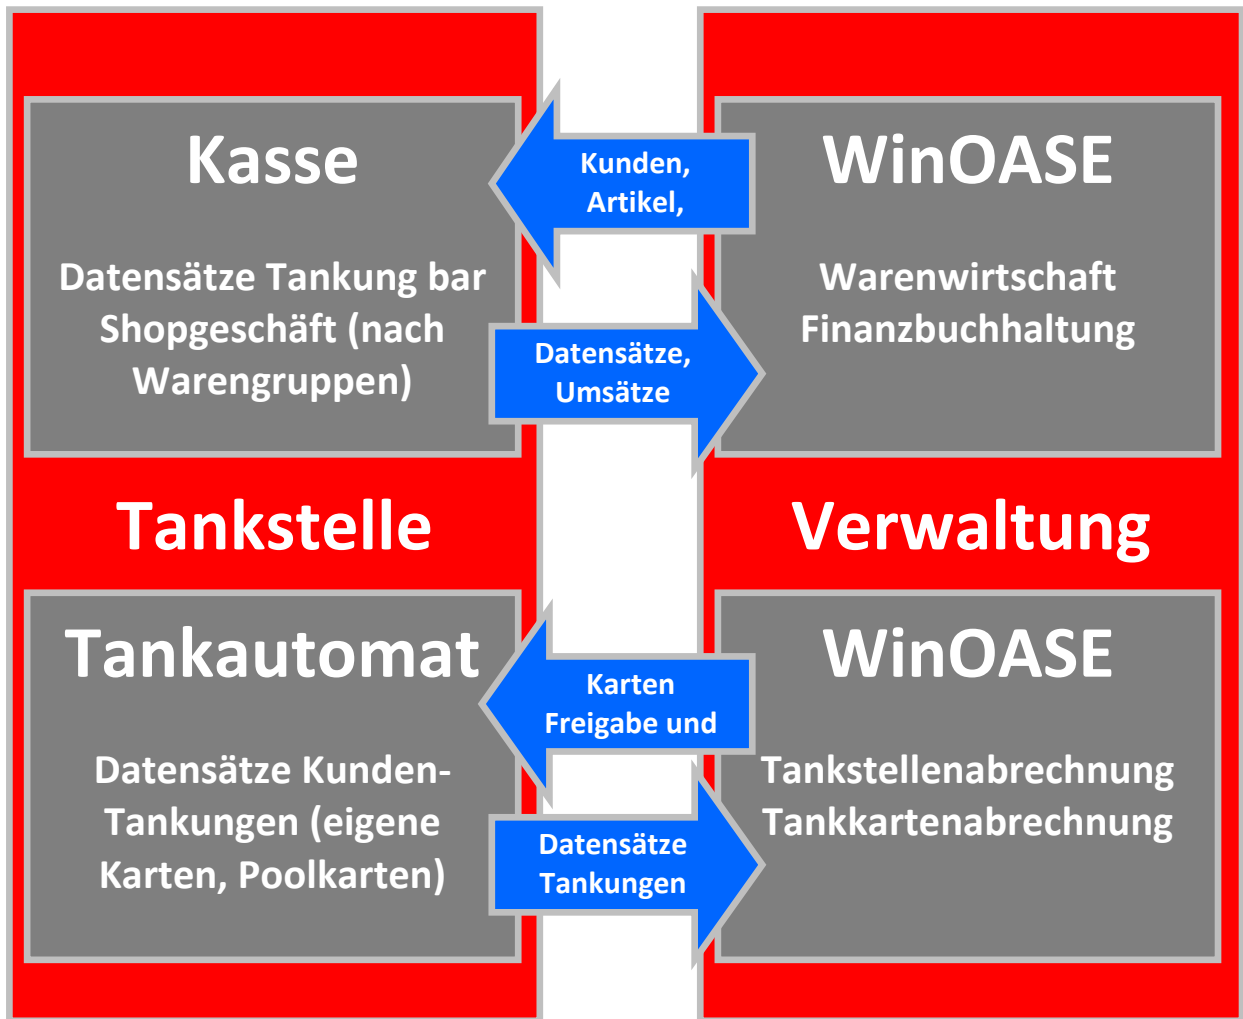 Kasse
Datensätze Tankung bar
Shopgeschäft (nach
Warengruppen)
Kunden,
Artikel,
Datensätze,
Umsätze
WinOASE
Warenwirtschaft
Finanzbuchhaltung
Tankstelle
Verwaltung
Tankautomat
Datensätze Kunden-
Tankungen (eigene
Karten, Poolkarten)
Karten
Freigabe und
Datensätze
Tankungen
WinOASE
Tankstellenabrechnung
Tankkartenabrechnung